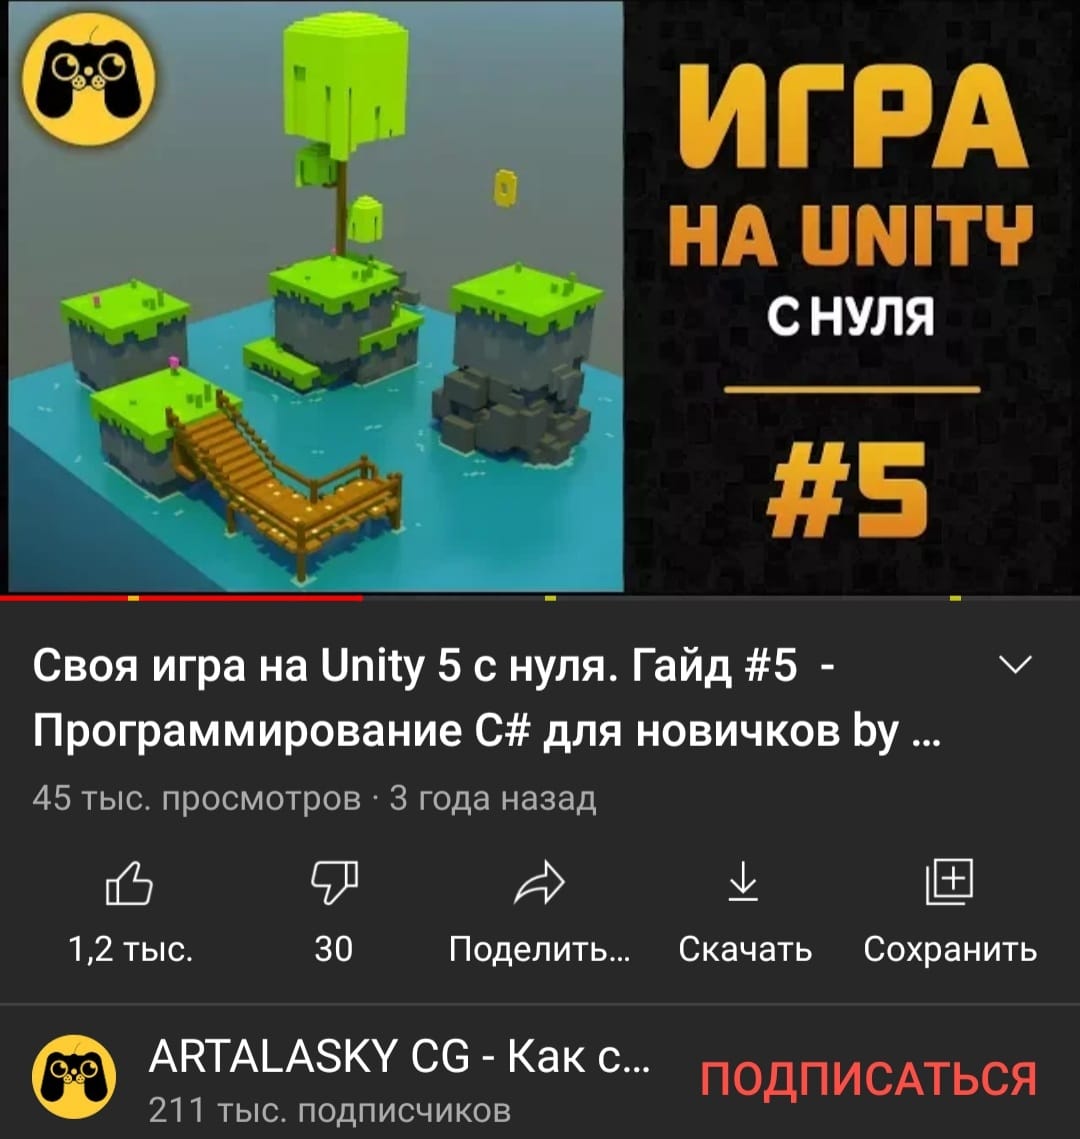 ИГРА
НА UNITY
С НУЛЯ
#5
Своя игра на Unity 5 с нуля. Гайд #5 -
Программирование C# для новичков by ...
45 тыс. просмотров · 3 года назад
1,2 тыс.
30
Поделить...
Скачать
Сохранить
ARTALASKY CG - Как с...
ПОДПИСАТЬСЯ
211 тыс. подписчиков